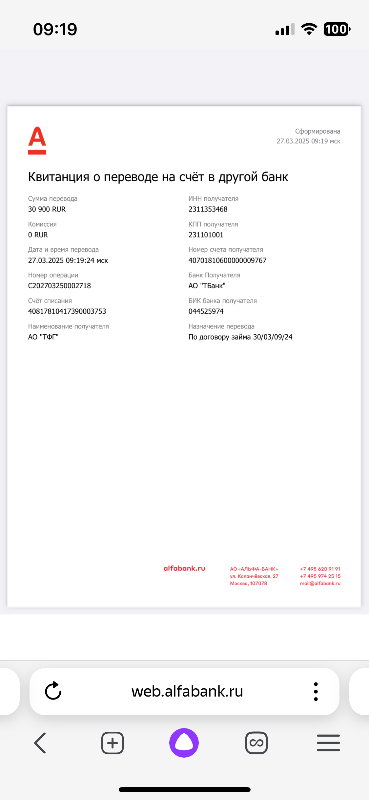 09:19
100
Сформирована
27.03.2025 09:19 мск
Квитанция о переводе на счёт в другой банк
Сумма перевода
30 900 RUR
Комиссия
0 RUR
Дата и время перевода
27.03.2025 09:19:24 мск
Номер операции
C202703250002718
Счёт списания
40817810417390003753
Наименование получателя
АО "ТФГ"
ИНН получателя
2311353468
КПП получателя
231101001
Номер счета получателя
40701810600000009767
Банк Получателя
АО "ТБанк"
БИК банка получателя
044525974
Назначение перевода
По договору займа 30/03/09/24
alfabank.ru
АО «АЛЬФА-БАНК»
ул. Каланчёвская, 27
Москва, 107078
+7 495 620 91 91
+7 495 974 25 15
mail@alfabank.ru
web.alfabank.ru